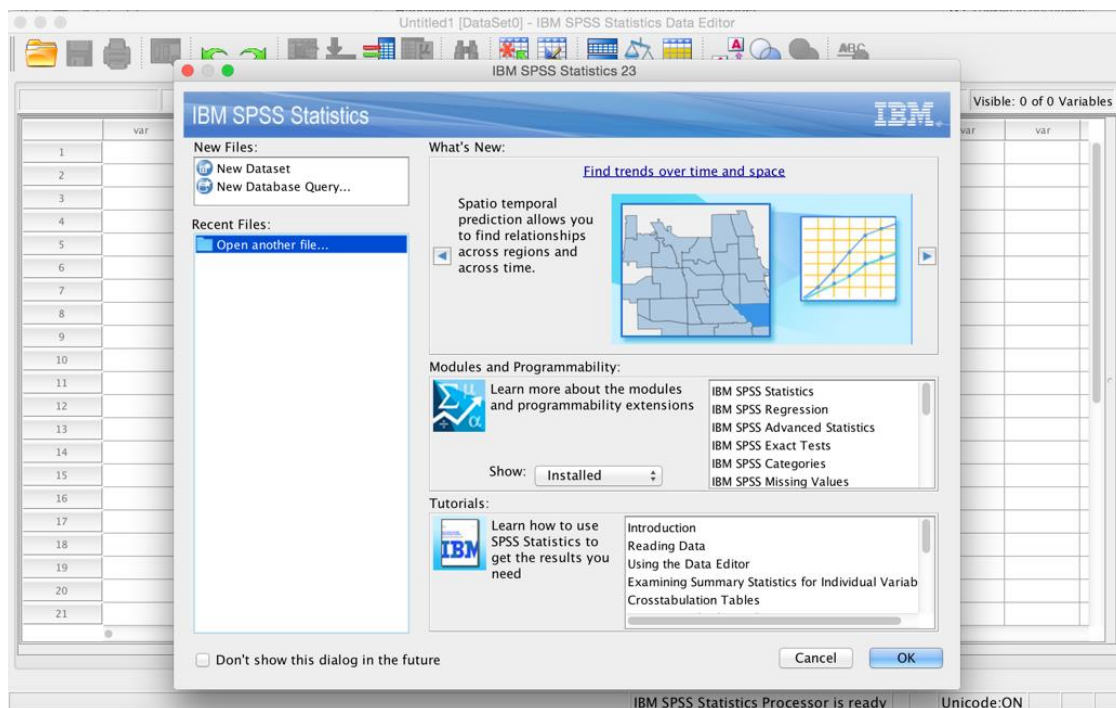 Untitled1 [DataSet0] - IBM SPSS Statistics Data Editor
IBM SPSS Statistics 23
Visible: 0 of 0 Variables
var
var
var
1
2
3
4
5
6
7
8
9
10
11
12
13
14
15
16
17
18
19
20
21
IBM SPSS Statistics
IBM
New Files:
New Dataset
New Database Query...
Recent Files:
Open another file...
What's New:
Find trends over time and space
Spatio temporal
prediction allows you
to find relationships
across regions and
across time.
Modules and Programmability:
Learn more about the modules
and programmability extensions
Show: Installed
IBM SPSS Statistics
IBM SPSS Regression
IBM SPSS Advanced Statistics
IBM SPSS Exact Tests
IBM SPSS Categories
IBM SPSS Missing Values
Tutorials:
IBM
Learn how to use
SPSS Statistics to
get the results you
need
Introduction
Reading Data
Using the Data Editor
Examining Summary Statistics for Individual Variab
Crosstabulation Tables
Don't show this dialog in the future
Cancel
OK
IBM SPSS Statistics Processor is ready
Unicode:ON